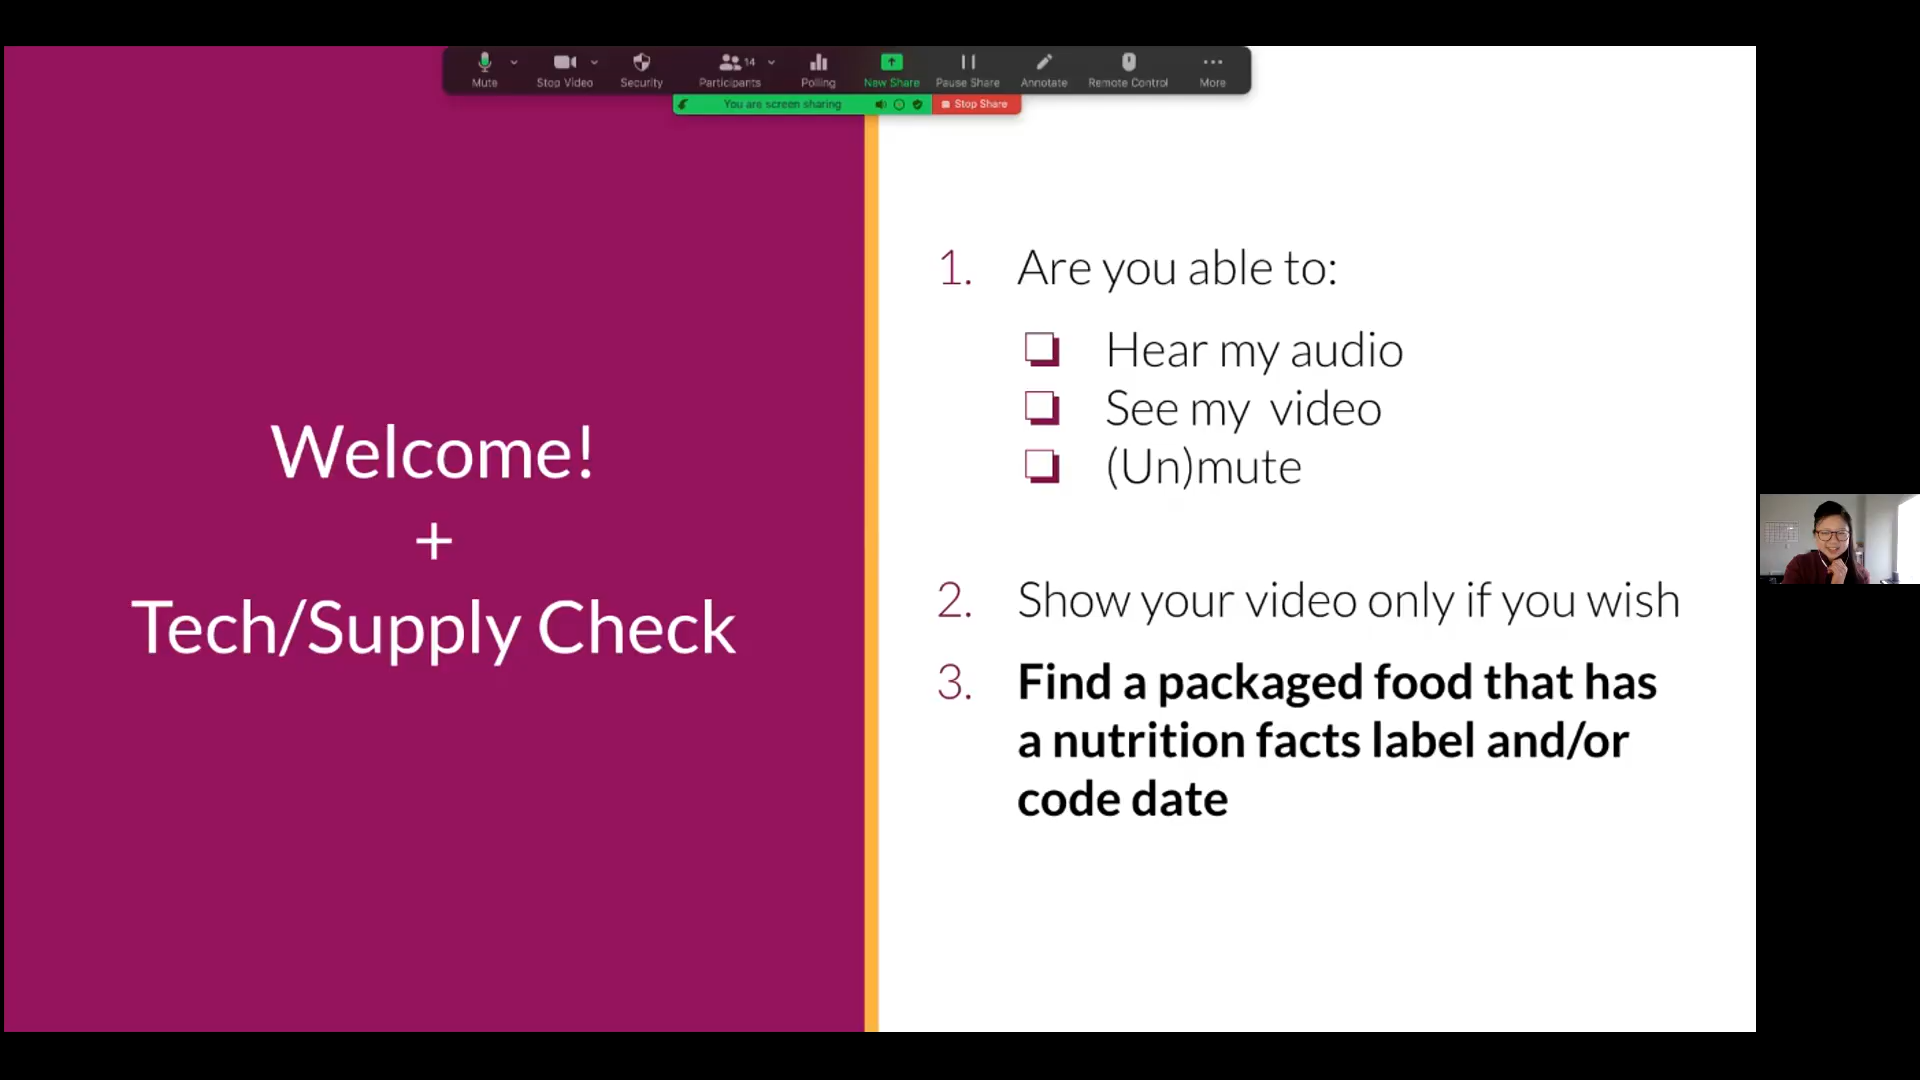 Mute Stop Video Security Participants 14 Polling New Share Pause Share Annotate Remote Control More
You are screen sharing Stop Share
Welcome!
+
Tech/Supply Check
1. Are you able to:
Hear my audio
See my video
(Un)mute
2. Show your video only if you wish
3. Find a packaged food that has
a nutrition facts label and/or
code date